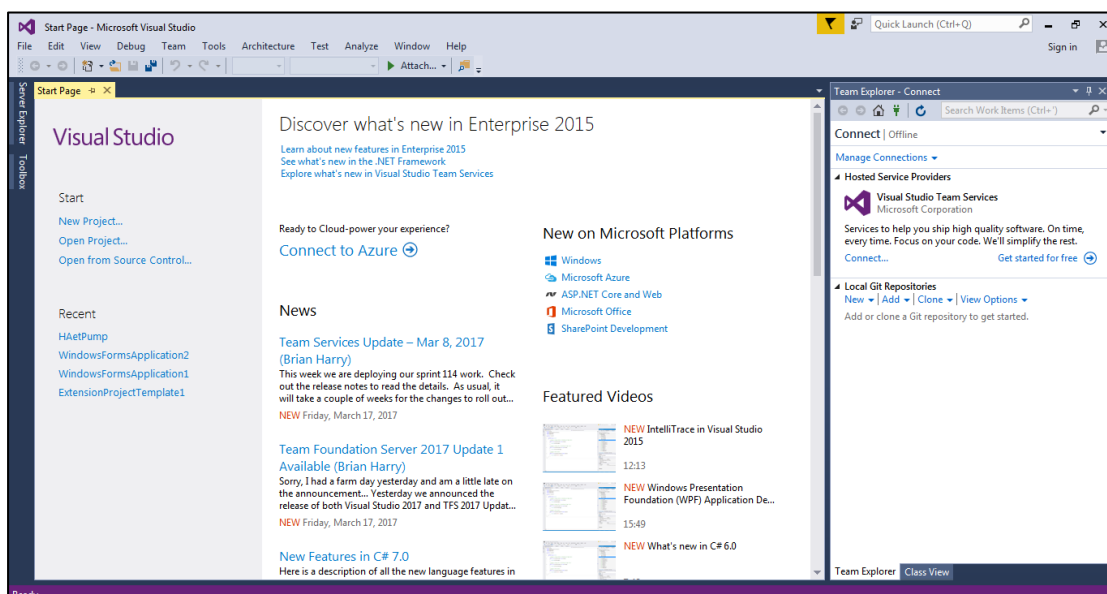 Start Page - Microsoft Visual Studio
Quick Launch (Ctrl+Q)
File Edit View Debug Team Tools Architecture Test Analyze Window Help
Sign in
Attach...
Server Explorer
Toolbox
Start Page
Visual Studio
Start
New Project...
Open Project...
Open from Source Control...
Recent
HAetPump
WindowsFormsApplication2
WindowsFormsApplication1
ExtensionProjectTemplate1
Discover what's new in Enterprise 2015
Learn about new features in Enterprise 2015
See what's new in the .NET Framework
Explore what's new in Visual Studio Team Services
Ready to Cloud-power your experience?
Connect to Azure
News
Team Services Update – Mar 8, 2017
(Brian Harry)
This week we are deploying our sprint 114 work. Check
out the release notes to read the details. As usual, it
will take a couple of weeks for the changes to roll out...
NEW Friday, March 17, 2017
Team Foundation Server 2017 Update 1
Available (Brian Harry)
Sorry, I had a farm day yesterday and am a little late on
the announcement... Yesterday we announced the
release of both Visual Studio 2017 and TFS 2017 Updat...
NEW Friday, March 17, 2017
New Features in C# 7.0
Here is a description of all the new language features in
New on Microsoft Platforms
Windows
Microsoft Azure
ASP.NET Core and Web
Microsoft Office
SharePoint Development
Featured Videos
NEW IntelliTrace in Visual Studio
2015
12:13
NEW Windows Presentation
Foundation (WPF) Application De...
15:49
NEW What's new in C# 6.0
Team Explorer - Connect
Search Work Items (Ctrl+')
Connect | Offline
Manage Connections
Hosted Service Providers
Visual Studio Team Services
Microsoft Corporation
Services to help you ship high quality software. On time,
every time. Focus on your code. We'll simplify the rest.
Connect... Get started for free
Local Git Repositories
New | Add | Clone | View Options
Add or clone a Git repository to get started.
Team Explorer Class View
Ready